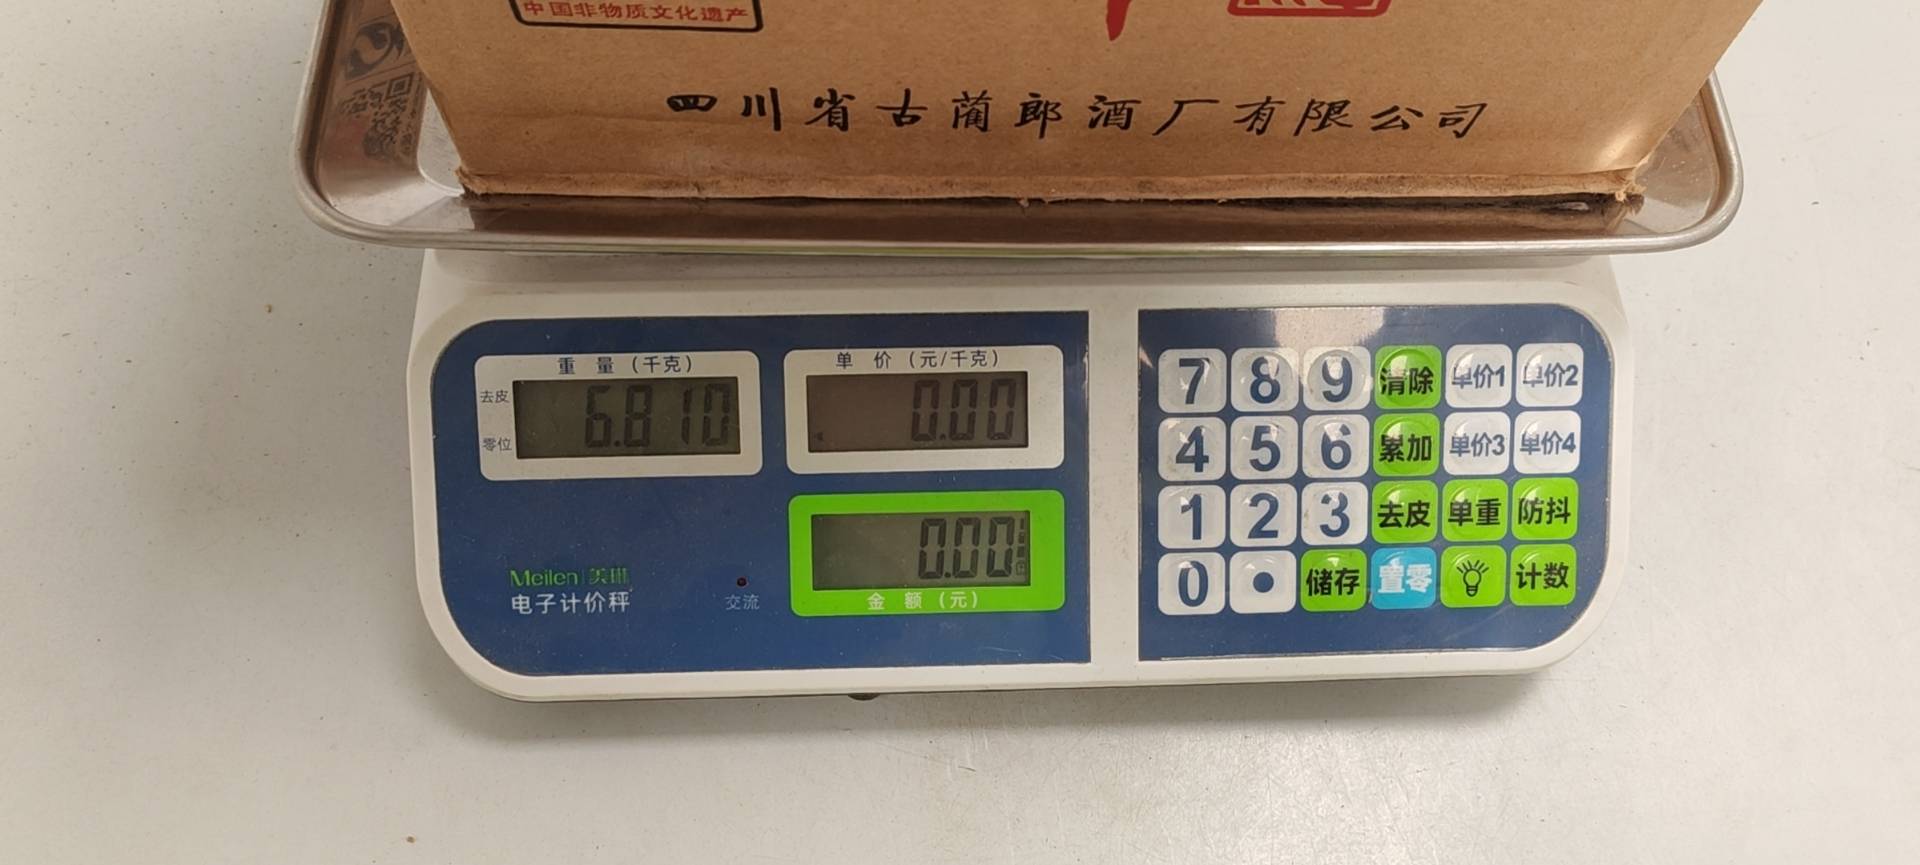 中国非物质文化遗产
四川省古蔺郎酒厂有限公司
重量(千克)
去皮
零位
6.810
单价(元/千克)
0.00
0.00
金额(元)
Meilen|美琳
电子计价秤
交流
7 8 9 清除 单价1 单价2
4 5 6 累加 单价3 单价4
1 2 3 去皮 单重 防抖
0 • 储存 置零 计数